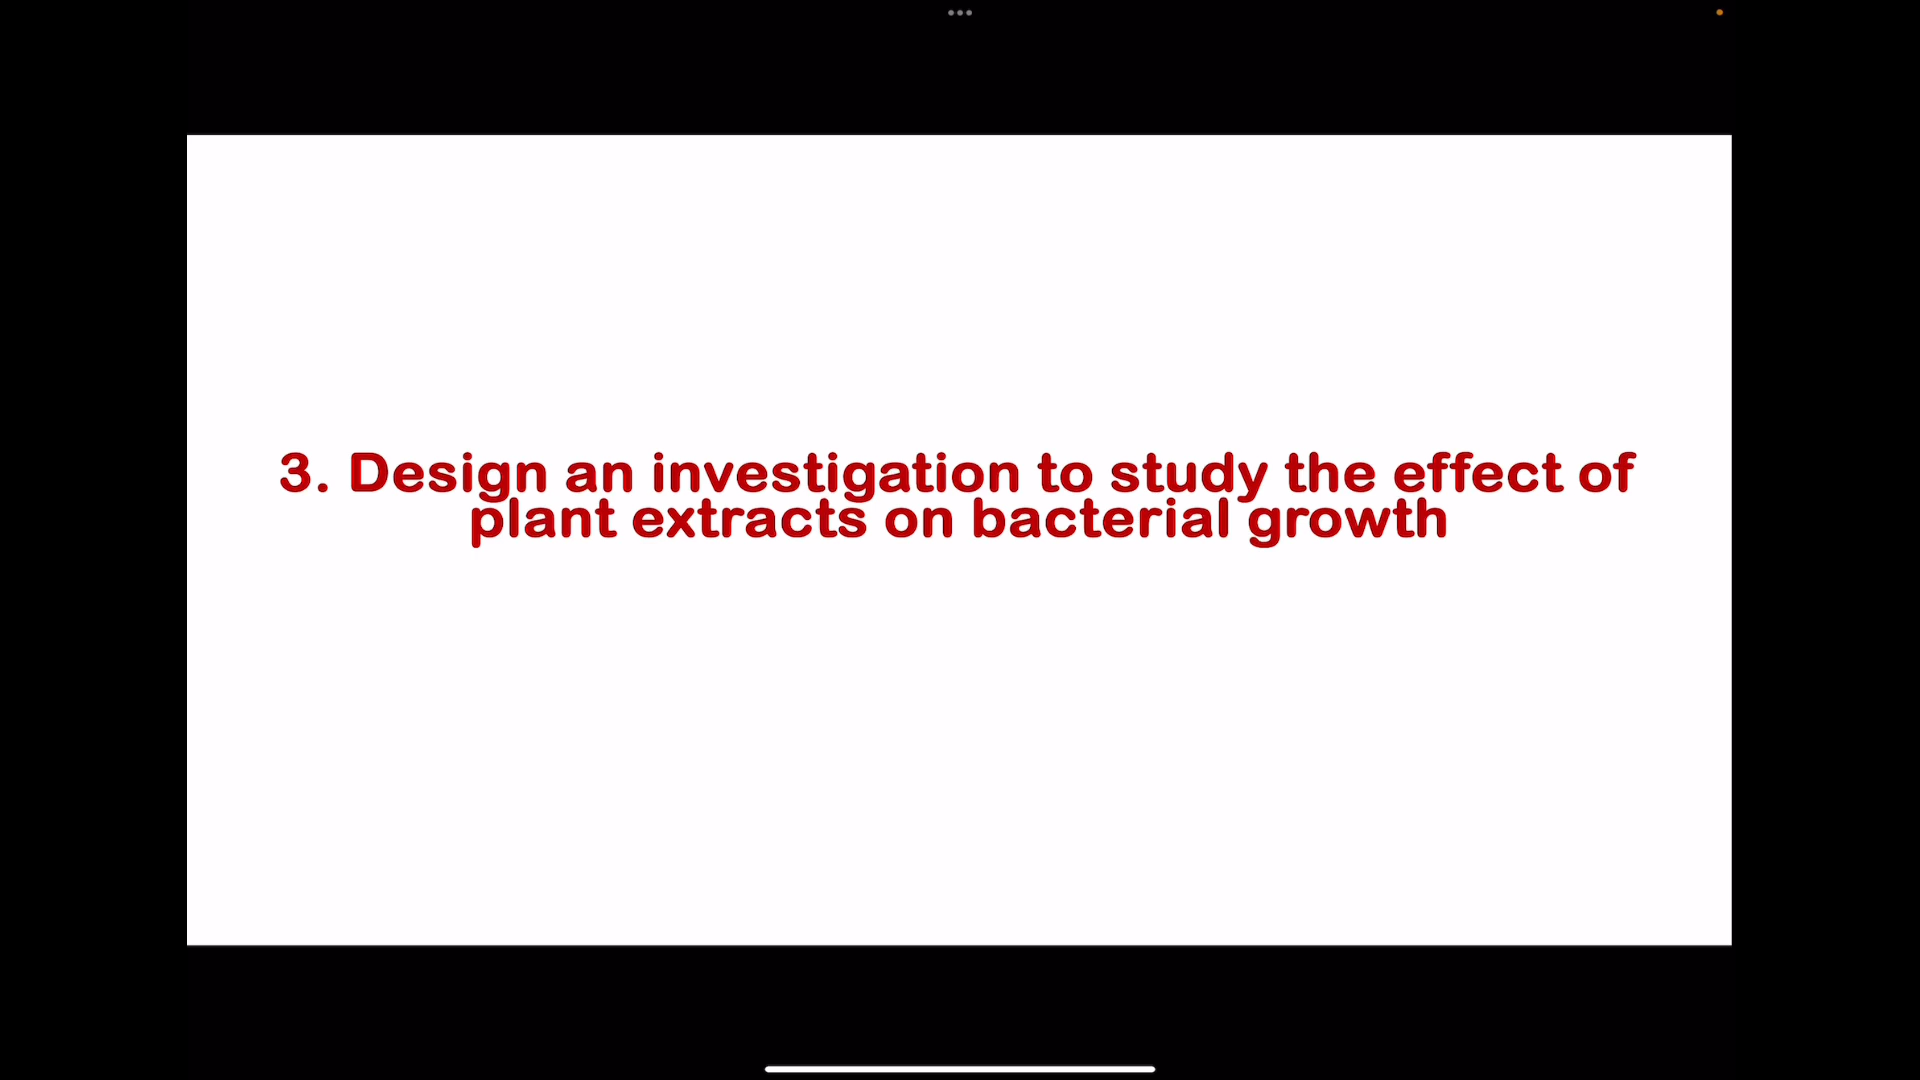 3. Design an investigation to study the effect of
plant extracts on bacterial growth